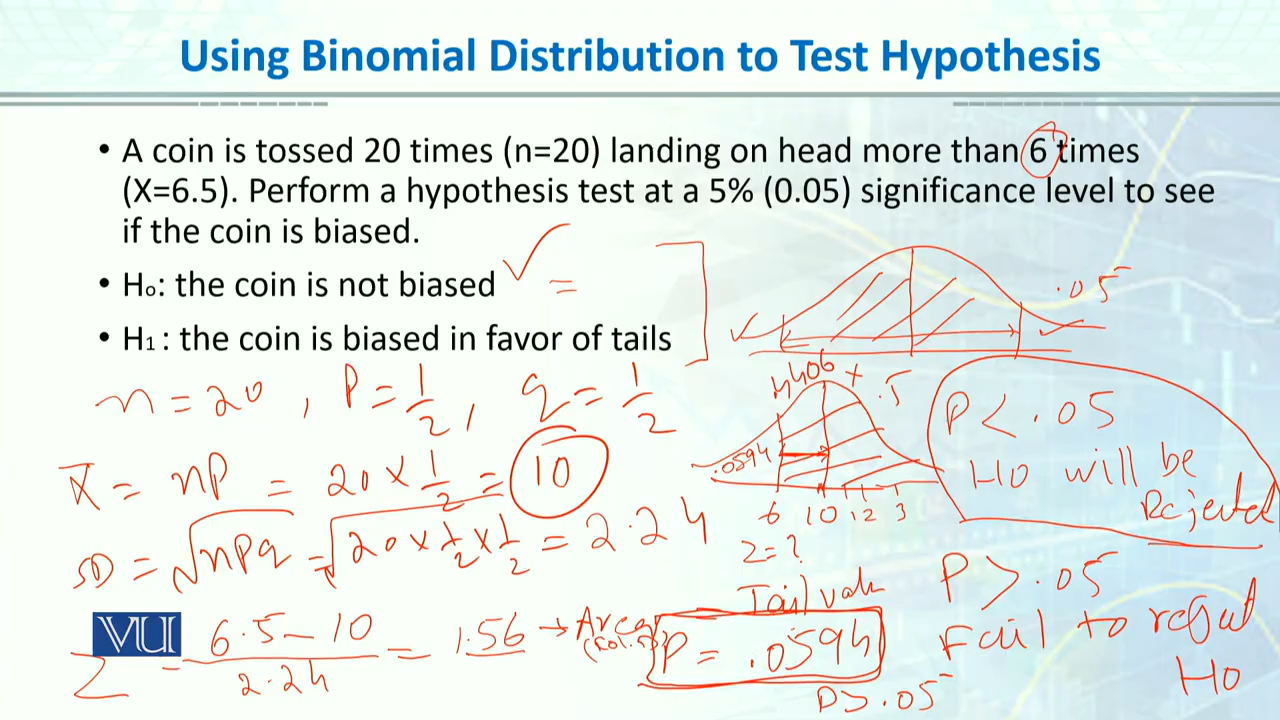 Using Binomial Distribution to Test Hypothesis
• A coin is tossed 20 times (n=20) landing on head more than 6 times
(X=6.5). Perform a hypothesis test at a 5% (0.05) significance level to see
if the coin is biased.
• Ho: the coin is not biased
=
• H1 : the coin is biased in favor of tails
.05
n = 20 , P = 1/2 , q = 1/2
X̄ = nP = 20 × 1/2 = 10
SD = √nPq = √20 × 1/2 × 1/2 = 2.24
Z = 6.5 – 10 / 2.24 = 1.56 → Area
.4406 + .5
.0594
6 10 12 3
Z = ?
Tail
P = .0594
P > .05
P < .05
Ho will be
Rejected
P > .05
Fail to
Ho
VU